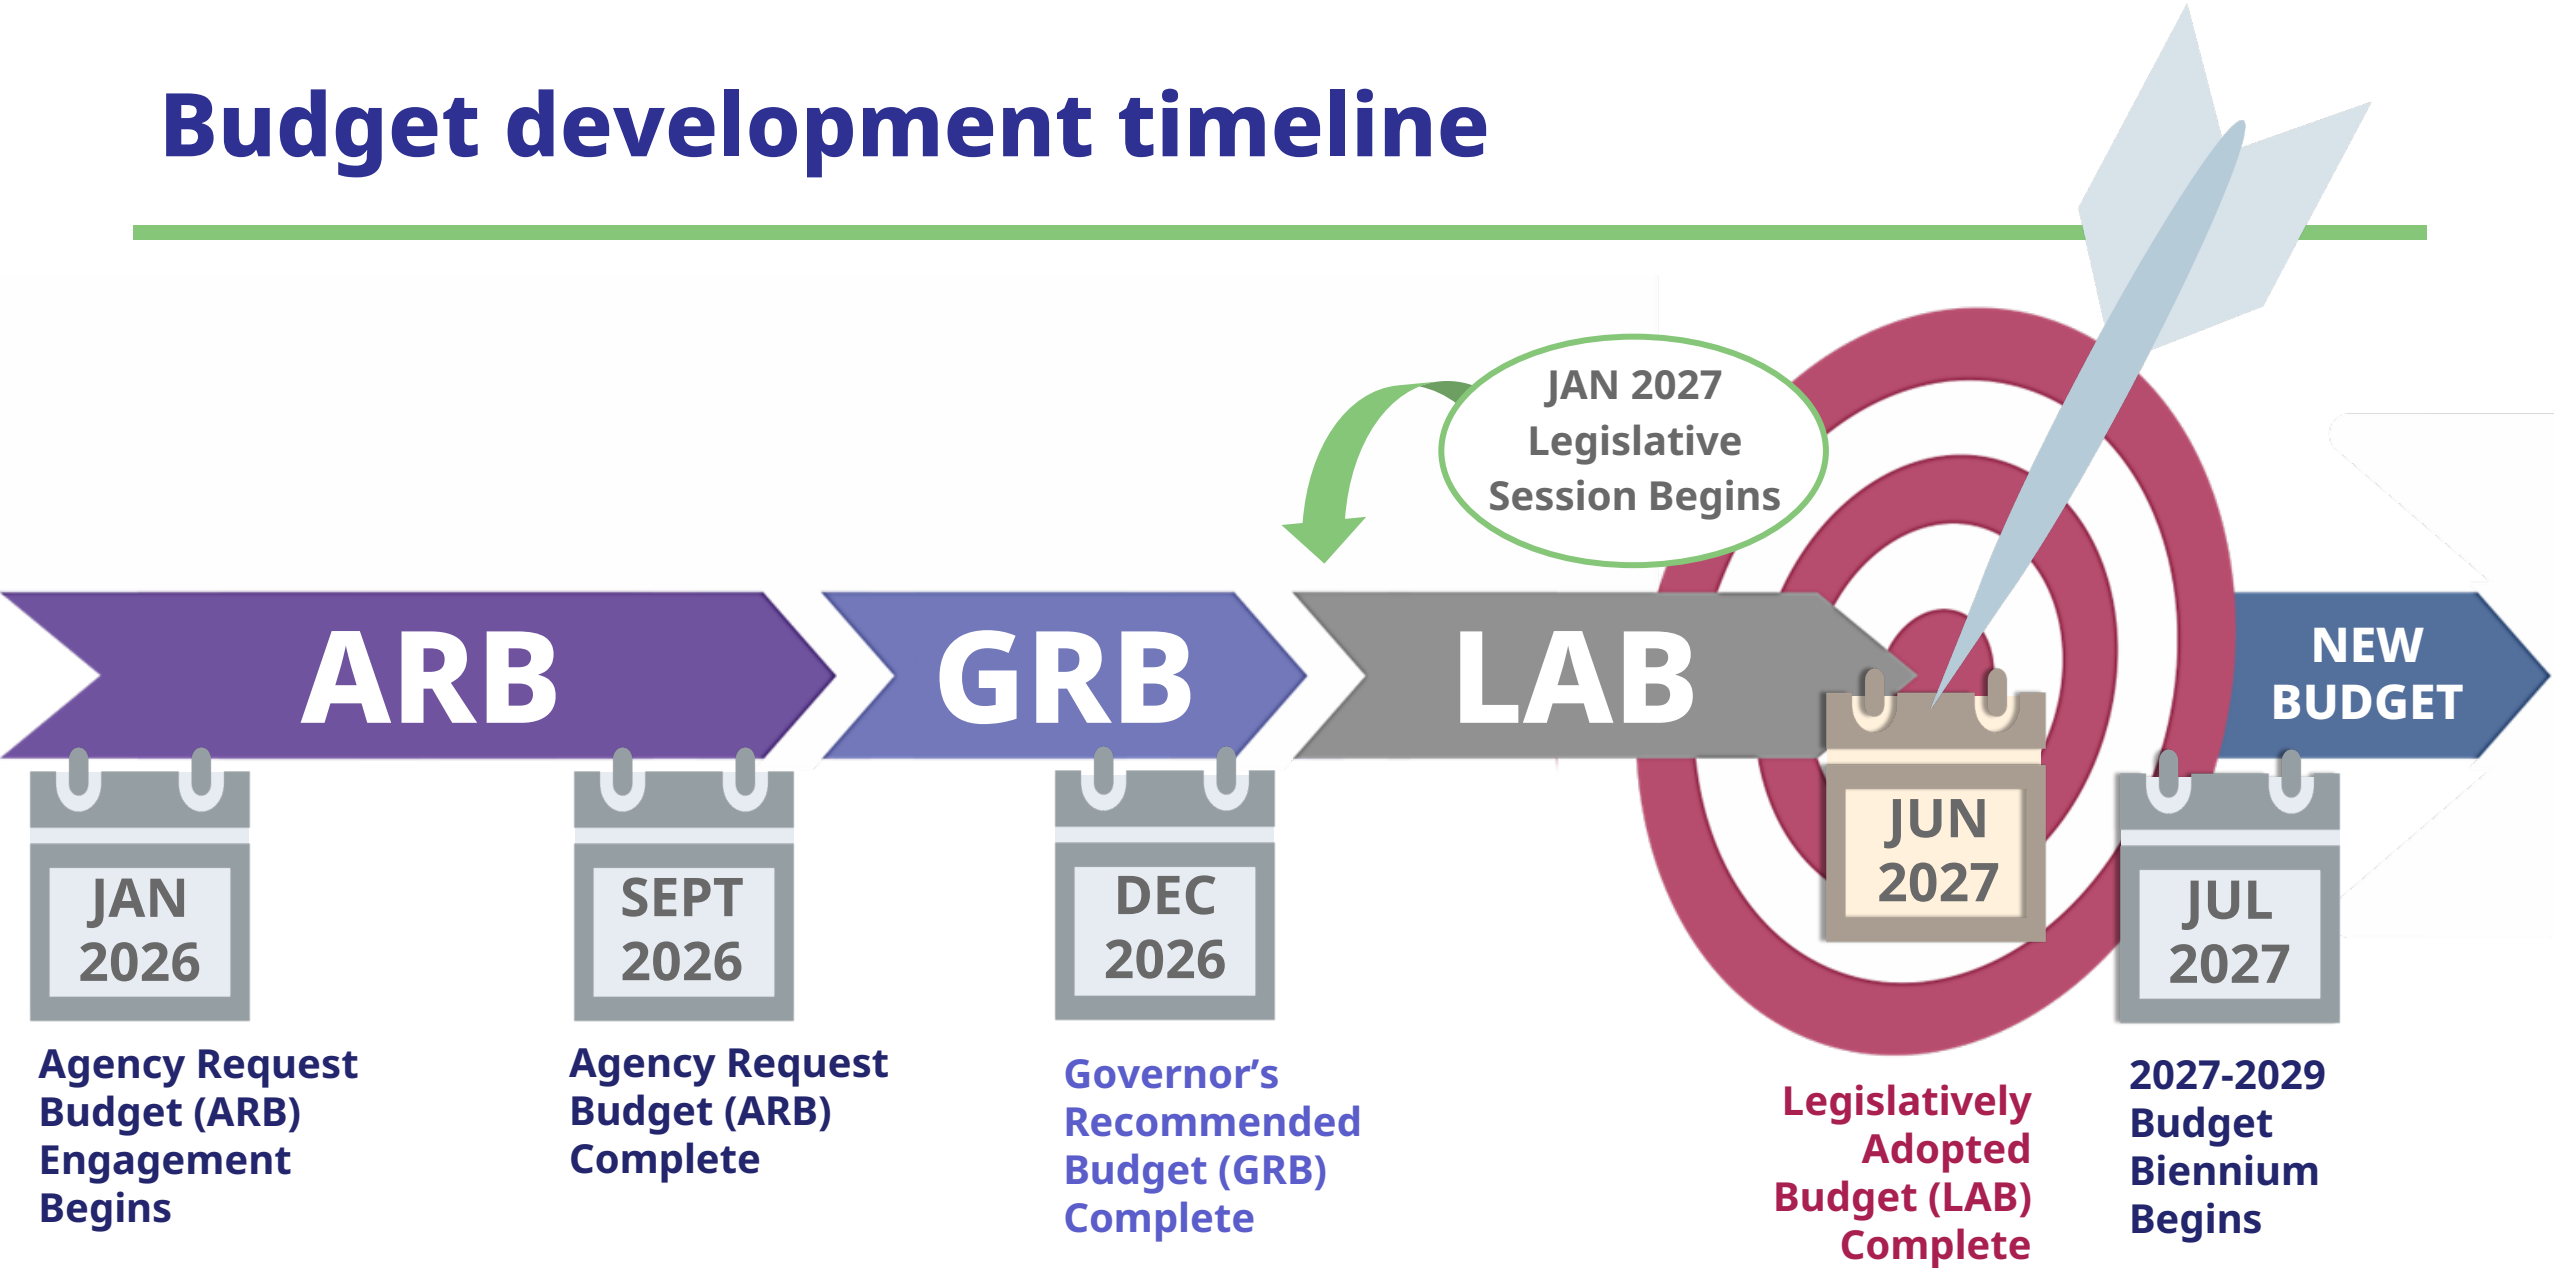 Budget development timeline
JAN 2027
Legislative
Session Begins
ARB
GRB
LAB
NEW
BUDGET
JAN
2026
SEPT
2026
DEC
2026
JUN
2027
JUL
2027
Agency Request
Budget (ARB)
Engagement
Begins
Agency Request
Budget (ARB)
Complete
Governor’s
Recommended
Budget (GRB)
Complete
Legislatively
Adopted
Budget (LAB)
Complete
2027-2029
Budget
Biennium
Begins